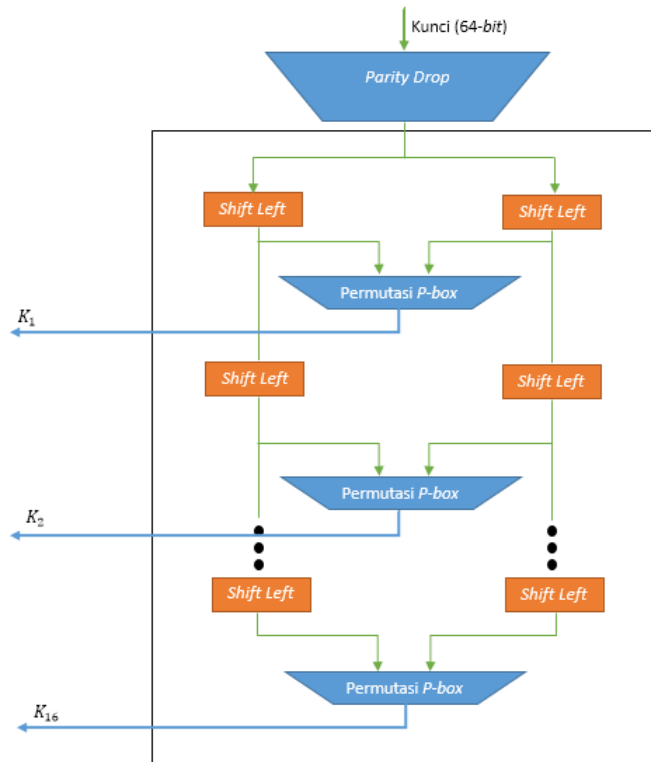 Kunci (64-bit)
Parity Drop
Shift Left
Shift Left
Permutasi P-box
K₁
Shift Left
Shift Left
Permutasi P-box
K₂
Shift Left
Shift Left
Permutasi P-box
K₁₆